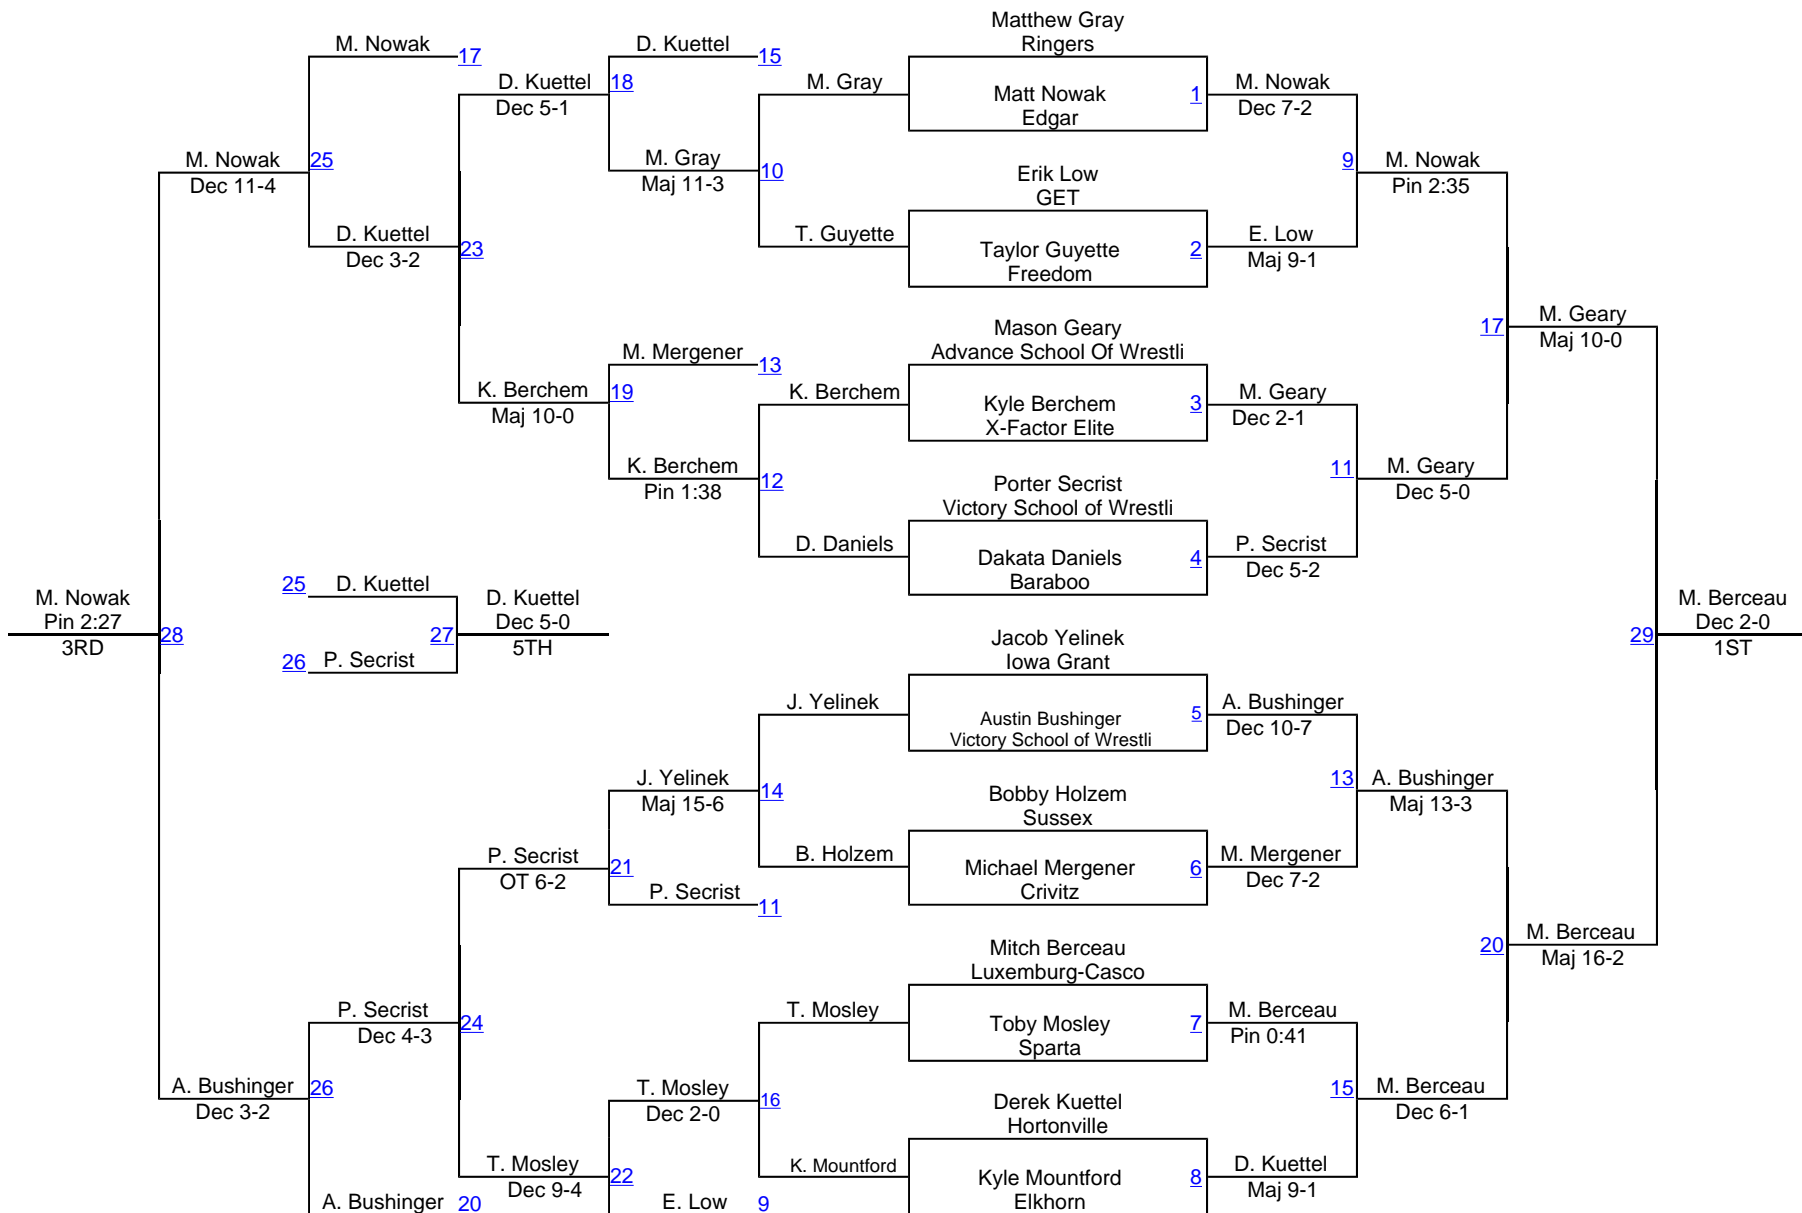 Matthew Gray
Ringers
M. Nowak 17
D. Kuettel 15
D. Kuettel 18
Dec 5-1
M. Gray
Matt Nowak 1
Edgar
M. Nowak
Dec 7-2
M. Nowak 25
Dec 11-4
M. Gray 10
Maj 11-3
Erik Low
GET
9 M. Nowak
Pin 2:35
D. Kuettel 23
Dec 3-2
T. Guyette
Taylor Guyette 2
Freedom
E. Low
Maj 9-1
Mason Geary
Advance School Of Wrestli
17 M. Geary
Maj 10-0
M. Mergener 13
K. Berchem 19
Maj 10-0
K. Berchem
Kyle Berchem 3
X-Factor Elite
M. Geary
Dec 2-1
K. Berchem 12
Pin 1:38
Porter Secrist
Victory School of Wrestli
11 M. Geary
Dec 5-0
D. Daniels
Dakata Daniels 4
Baraboo
P. Secrist
Dec 5-2
M. Nowak
Pin 2:27
3RD
28
25 D. Kuettel
27
26 P. Secrist
D. Kuettel
Dec 5-0
5TH
29
M. Berceau
Dec 2-0
1ST
Jacob Yelinek
Iowa Grant
J. Yelinek
Austin Bushinger 5
Victory School of Wrestli
A. Bushinger
Dec 10-7
J. Yelinek 14
Maj 15-6
Bobby Holzem
Sussex
13 A. Bushinger
Maj 13-3
P. Secrist 21
OT 6-2
B. Holzem
Michael Mergener 6
Crivitz
M. Mergener
Dec 7-2
P. Secrist 11
Mitch Berceau
Luxemburg-Casco
20 M. Berceau
Maj 16-2
P. Secrist 24
Dec 4-3
T. Mosley
Toby Mosley 7
Sparta
M. Berceau
Pin 0:41
A. Bushinger 26
Dec 3-2
T. Mosley 16
Dec 2-0
Derek Kuettel
Hortonville
15 M. Berceau
Dec 6-1
T. Mosley 22
Dec 9-4
K. Mountford
Kyle Mountford 8
Elkhorn
D. Kuettel
Maj 9-1
A. Bushinger 20
E. Low 9